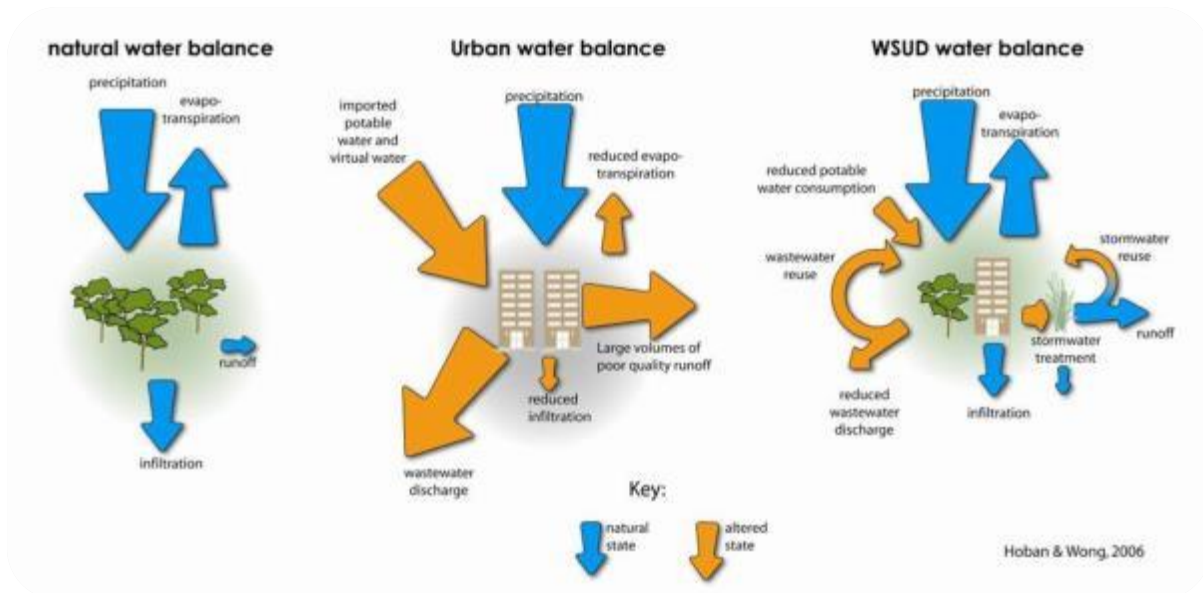 natural water balance
precipitation
evapo-
transpiration
runoff
infiltration
Urban water balance
imported
potable
water and
virtual water
precipitation
reduced evapo-
transpiration
Large volumes of
poor quality runoff
reduced
infiltration
wastewater
discharge
WSUD water balance
precipitation
evapo-
transpiration
reduced potable
water consumption
wastewater
reuse
stormwater
reuse
runoff
stormwater
treatment
reduced
wastewater
discharge
infiltration
Key:
natural
state
altered
state
Hoban & Wong, 2006